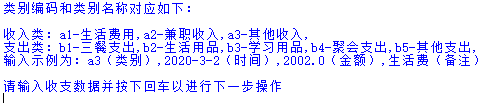 类别编码和类别名称对应如下:
收入类: a1-生活费用,a2-兼职收入,a3-其他收入,
支出类: b1-三餐支出,b2-生活用品,b3-学习用品,b4-聚会支出,b5-其他支出,
输入示例为: a3 (类别),2020-3-2 (时间),2002.0 (金额),生活费 (备注)
请输入收支数据并按下回车以进行下一步操作